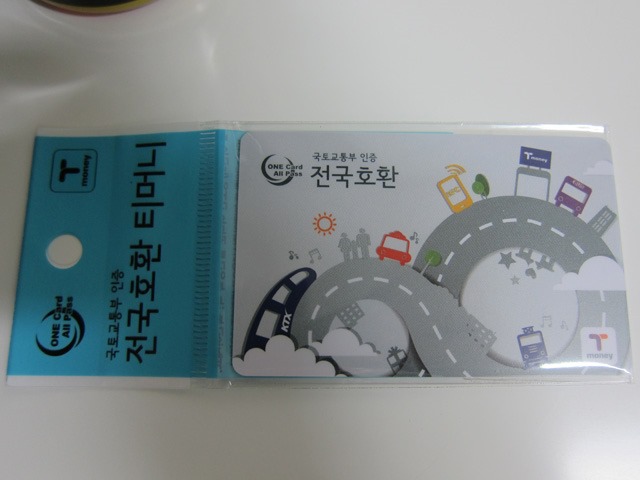 T
money
ONE Card
All Pass
국토교통부 인증
전국호환 티머니
ONE Card
All Pass
국토교통부 인증
전국호환
T money
KTX
T
money